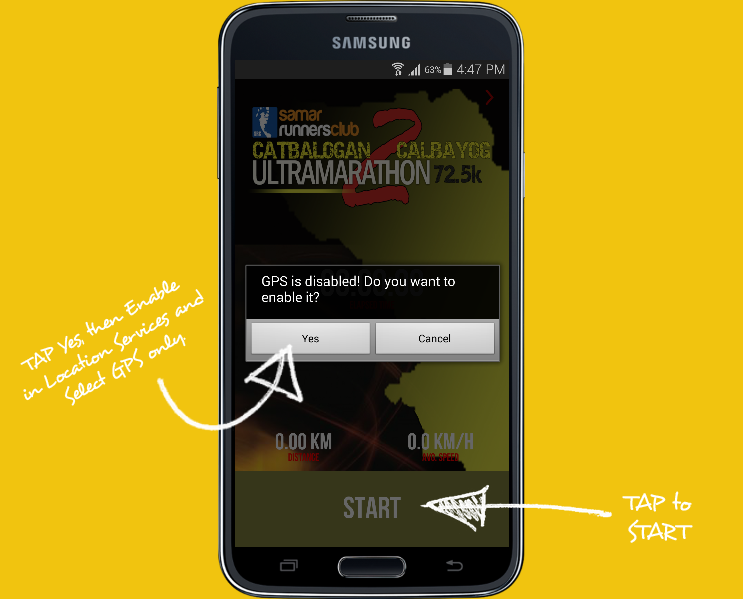 SAMSUNG
63% 4:47 PM
samar
runnersclub
CATBALOGAN 2 CALBAYOG
ULTRAMARATHON 72.5k
GPS is disabled! Do you want to
enable it?
Yes Cancel
TAP Yes, then Enable
in Location Services and
Select GPS only
0.00 KM 0.0 KM/H
DISTANCE AVG. SPEED
START
TAP to
START